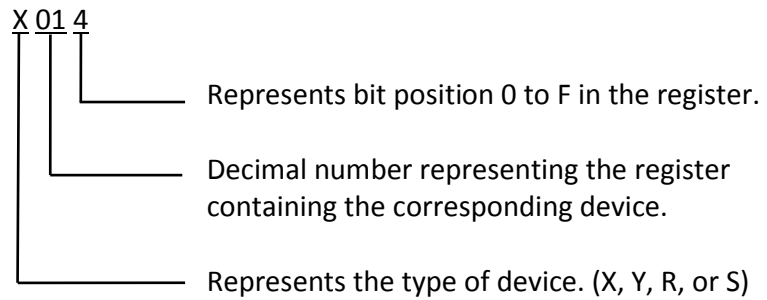 X 01 4
Represents bit position 0 to F in the register.
Decimal number representing the register
containing the corresponding device.
Represents the type of device. (X, Y, R, or S)